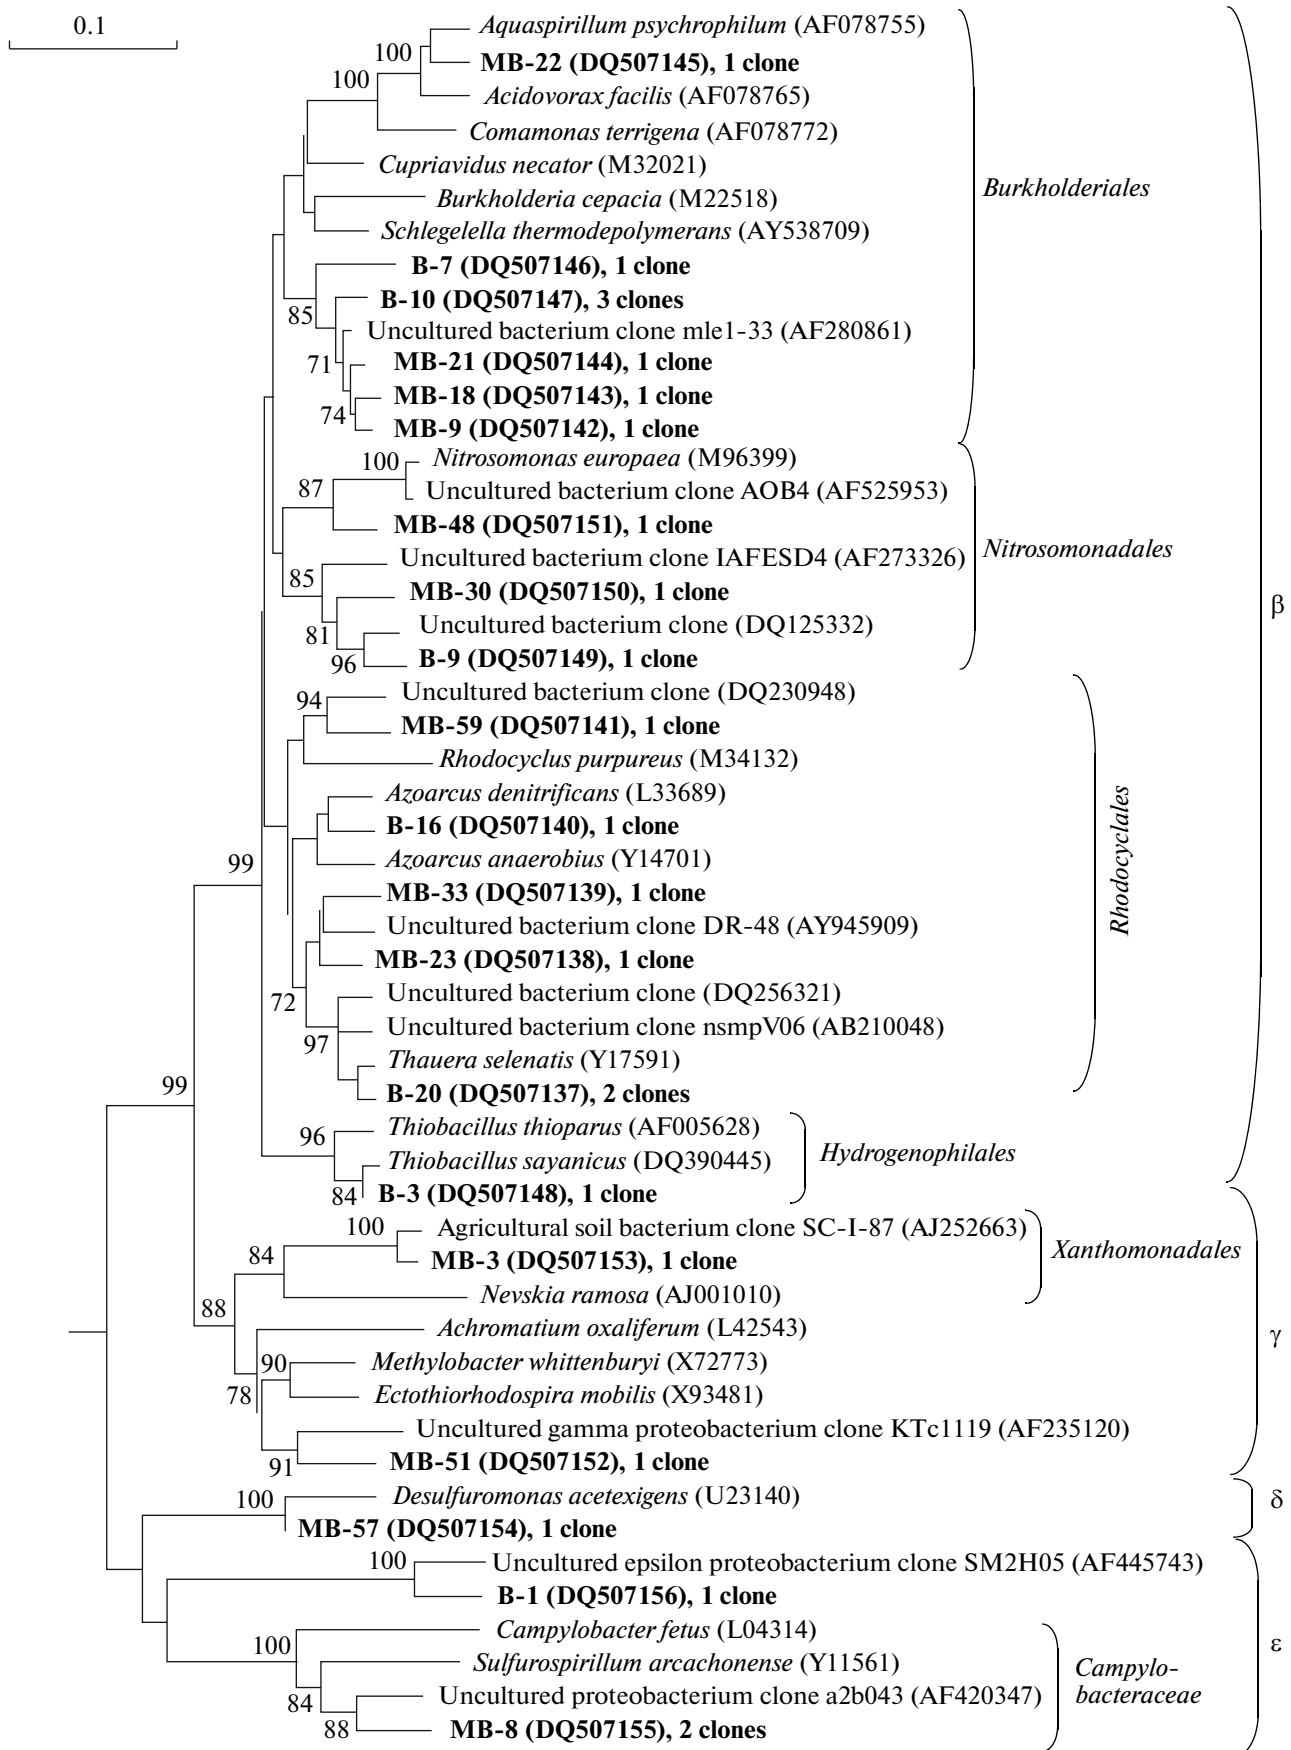 0.1
Aquaspirillum psychrophilum (AF078755)
100
MB-22 (DQ507145), 1 clone
100
Acidovorax facilis (AF078765)
Comamonas terrigena (AF078772)
Cupriavidus necator (M32021)
Burkholderiales
Burkholderia cepacia (M22518)
Schlegelella thermodepolymerans (AY538709)
B-7 (DQ507146), 1 clone
B-10 (DQ507147), 3 clones
85
Uncultured bacterium clone mle1-33 (AF280861)
71
MB-21 (DQ507144), 1 clone
MB-18 (DQ507143), 1 clone
74
MB-9 (DQ507142), 1 clone
100
Nitrosomonas europaea (M96399)
87
Uncultured bacterium clone AOB4 (AF525953)
MB-48 (DQ507151), 1 clone
Nitrosomonadales
Uncultured bacterium clone IAFESD4 (AF273326)
85
MB-30 (DQ507150), 1 clone
β
81
Uncultured bacterium clone (DQ125332)
96
B-9 (DQ507149), 1 clone
94
Uncultured bacterium clone (DQ230948)
MB-59 (DQ507141), 1 clone
Rhodocyclus purpureus (M34132)
Azoarcus denitrificans (L33689)
B-16 (DQ507140), 1 clone
Rhodocyclales
99
Azoarcus anaerobius (Y14701)
MB-33 (DQ507139), 1 clone
Uncultured bacterium clone DR-48 (AY945909)
MB-23 (DQ507138), 1 clone
72
Uncultured bacterium clone (DQ256321)
97
Uncultured bacterium clone nsmpV06 (AB210048)
Thauera selenatis (Y17591)
99
B-20 (DQ507137), 2 clones
96
Thiobacillus thioparus (AF005628)
Thiobacillus sayanicus (DQ390445)
Hydrogenophilales
84
B-3 (DQ507148), 1 clone
100
Agricultural soil bacterium clone SC-I-87 (AJ252663)
84
MB-3 (DQ507153), 1 clone
Xanthomonadales
Nevskia ramosa (AJ001010)
88
Achromatium oxaliferum (L42543)
γ
90
Methylobacter whittenburyi (X72773)
78
Ectothiorhodospira mobilis (X93481)
Uncultured gamma proteobacterium clone KTc1119 (AF235120)
91
MB-51 (DQ507152), 1 clone
100
Desulfuromonas acetexigens (U23140)
δ
MB-57 (DQ507154), 1 clone
100
Uncultured epsilon proteobacterium clone SM2H05 (AF445743)
B-1 (DQ507156), 1 clone
100
Campylobacter fetus (L04314)
ε
Sulfurospirillum arcachonense (Y11561)
Campylo-
bacteraceae
84
Uncultured proteobacterium clone a2b043 (AF420347)
88
MB-8 (DQ507155), 2 clones